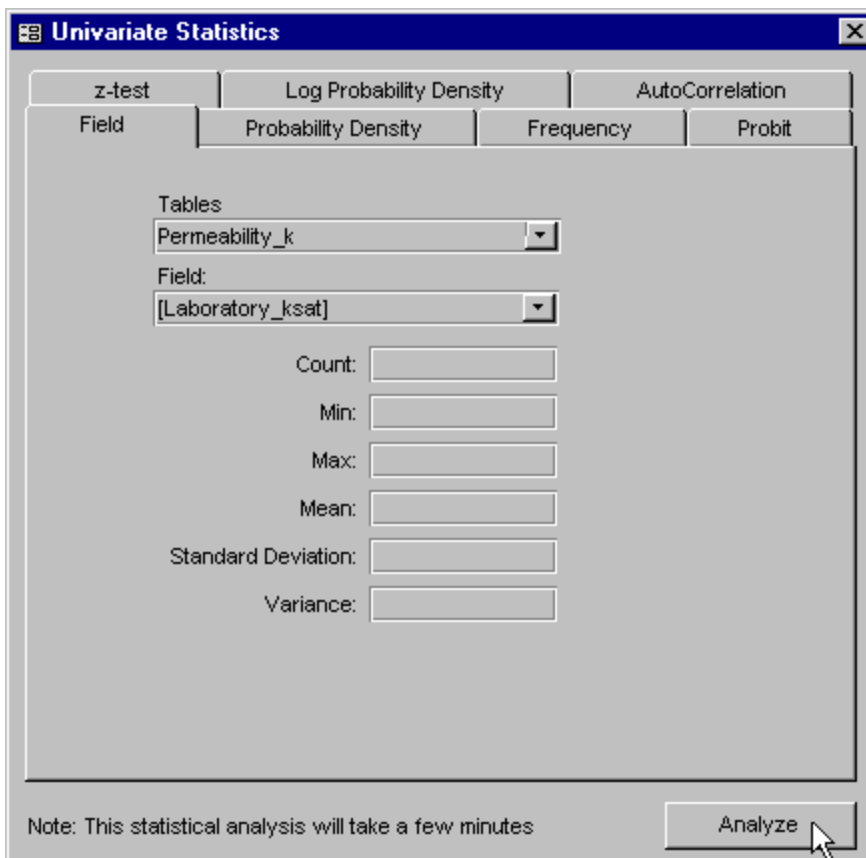 Univariate Statistics
z-test Log Probability Density AutoCorrelation
Field Probability Density Frequency Probit
Tables
Permeability_k
Field:
[Laboratory_ksat]
Count:
Min:
Max:
Mean:
Standard Deviation:
Variance:
Note: This statistical analysis will take a few minutes Analyze